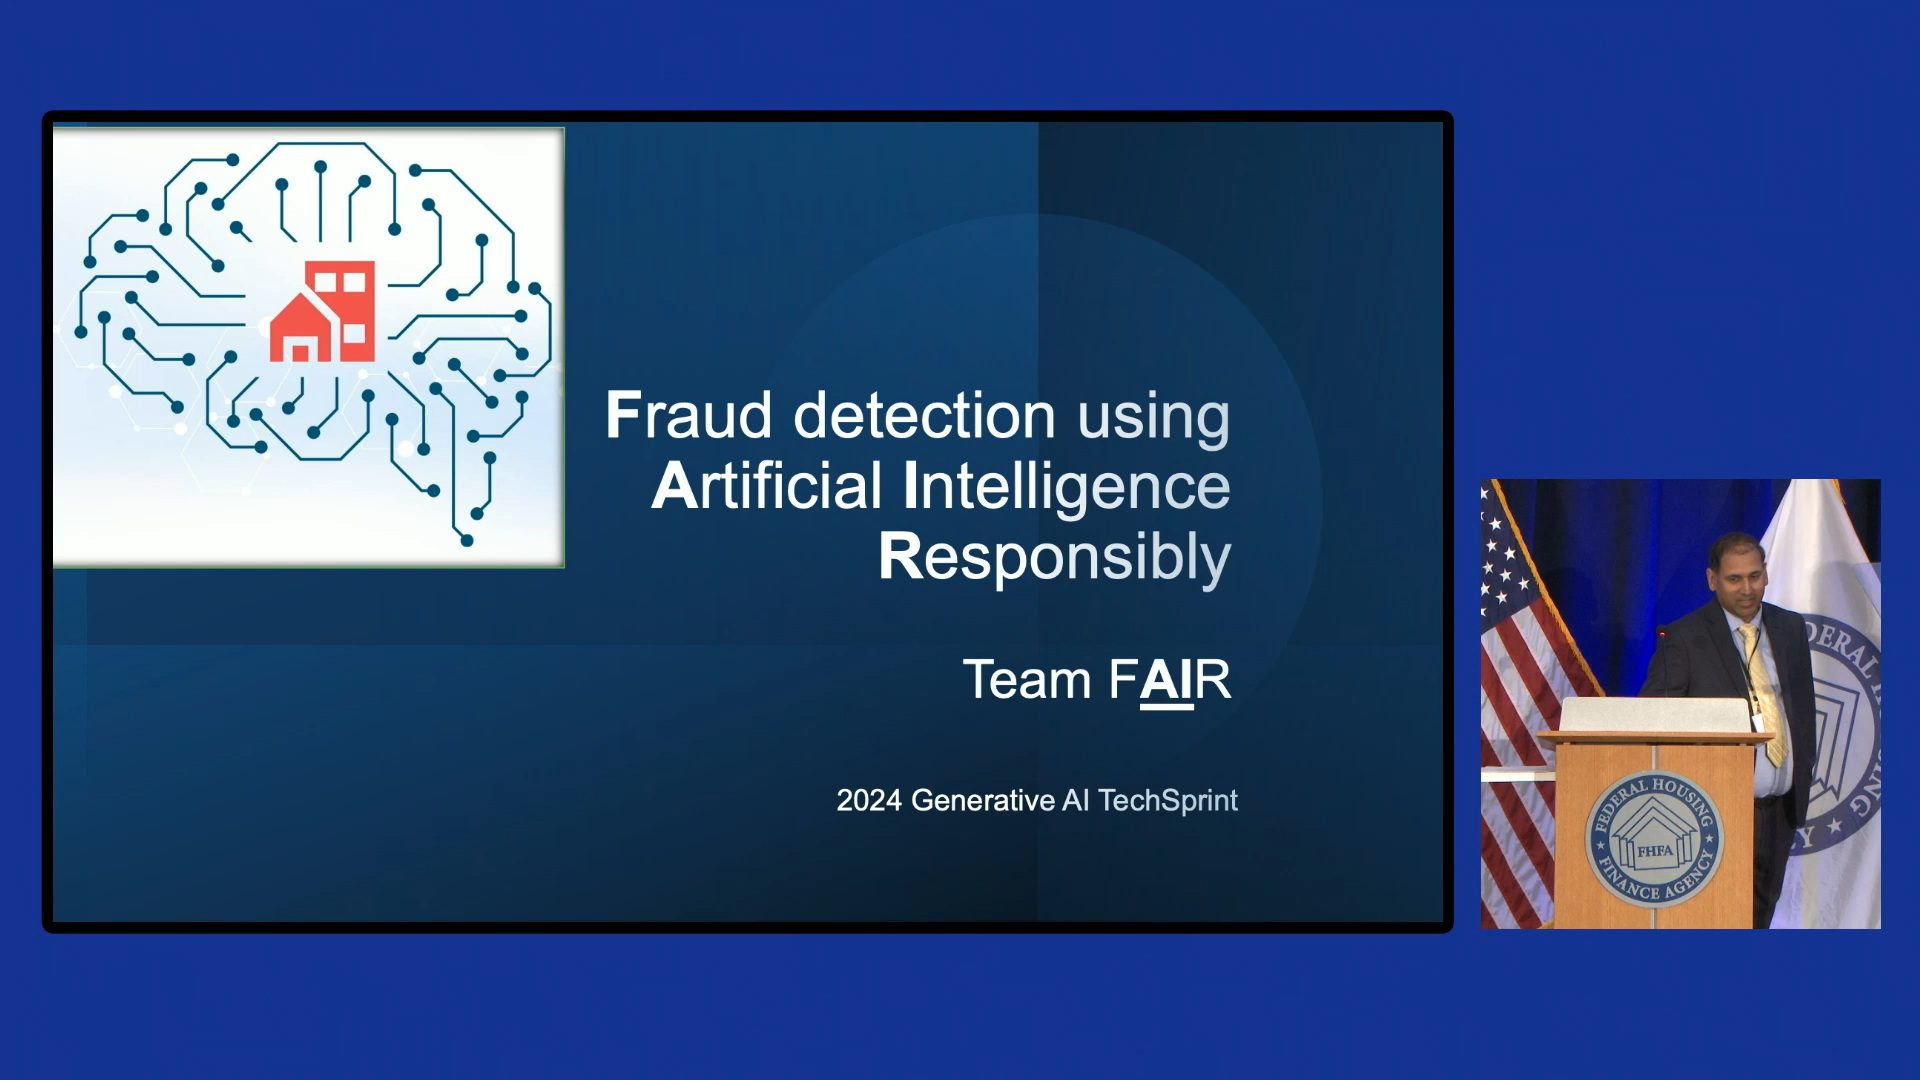 Fraud detection using
Artificial Intelligence
Responsibly
Team FAIR
2024 Generative AI TechSprint
FEDERAL HOUSING
FHFA
FINANCE AGENCY